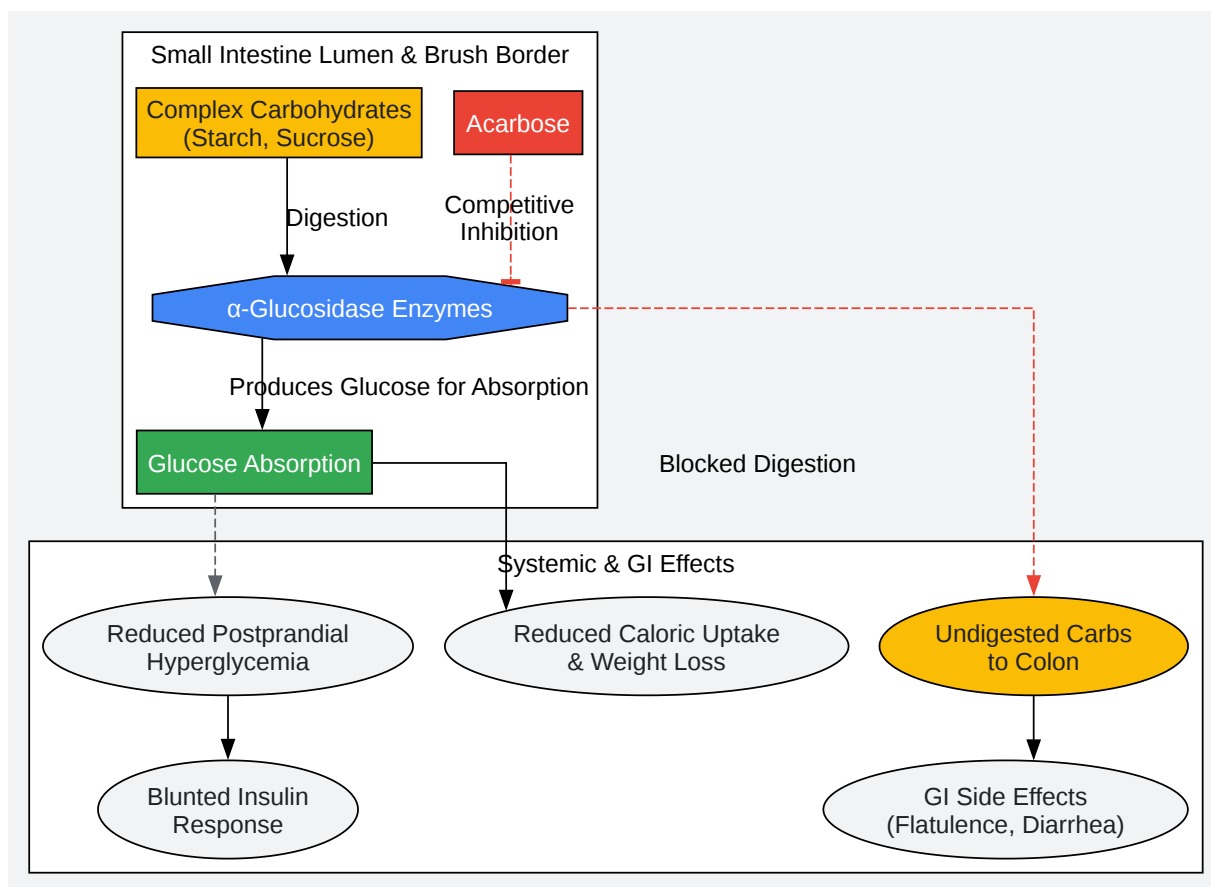 Small Intestine Lumen & Brush Border
Complex Carbohydrates
(Starch, Sucrose)
Acarbose
Digestion
Competitive
Inhibition
α-Glucosidase Enzymes
Produces Glucose for Absorption
Glucose Absorption
Blocked Digestion
Systemic & GI Effects
Reduced Postprandial
Hyperglycemia
Reduced Caloric Uptake
& Weight Loss
Undigested Carbs
to Colon
Blunted Insulin
Response
GI Side Effects
(Flatulence, Diarrhea)